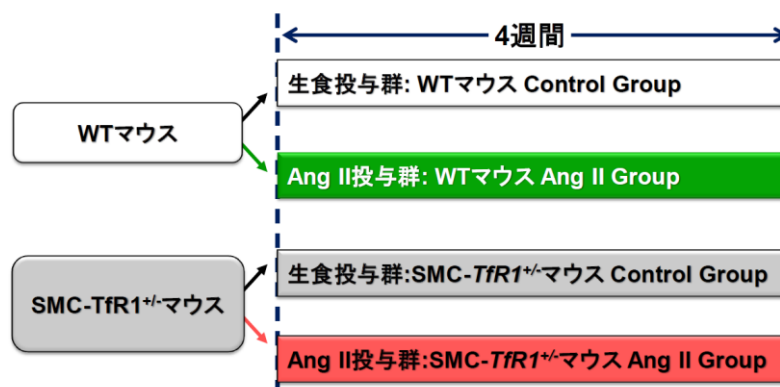 4週間
生食投与群: WTマウス Control Group
WTマウス
Ang II投与群: WTマウス Ang II Group
生食投与群:SMC-TfR1+/-マウス Control Group
SMC-TfR1+/-マウス
Ang II投与群:SMC-TfR1+/-マウス Ang II Group